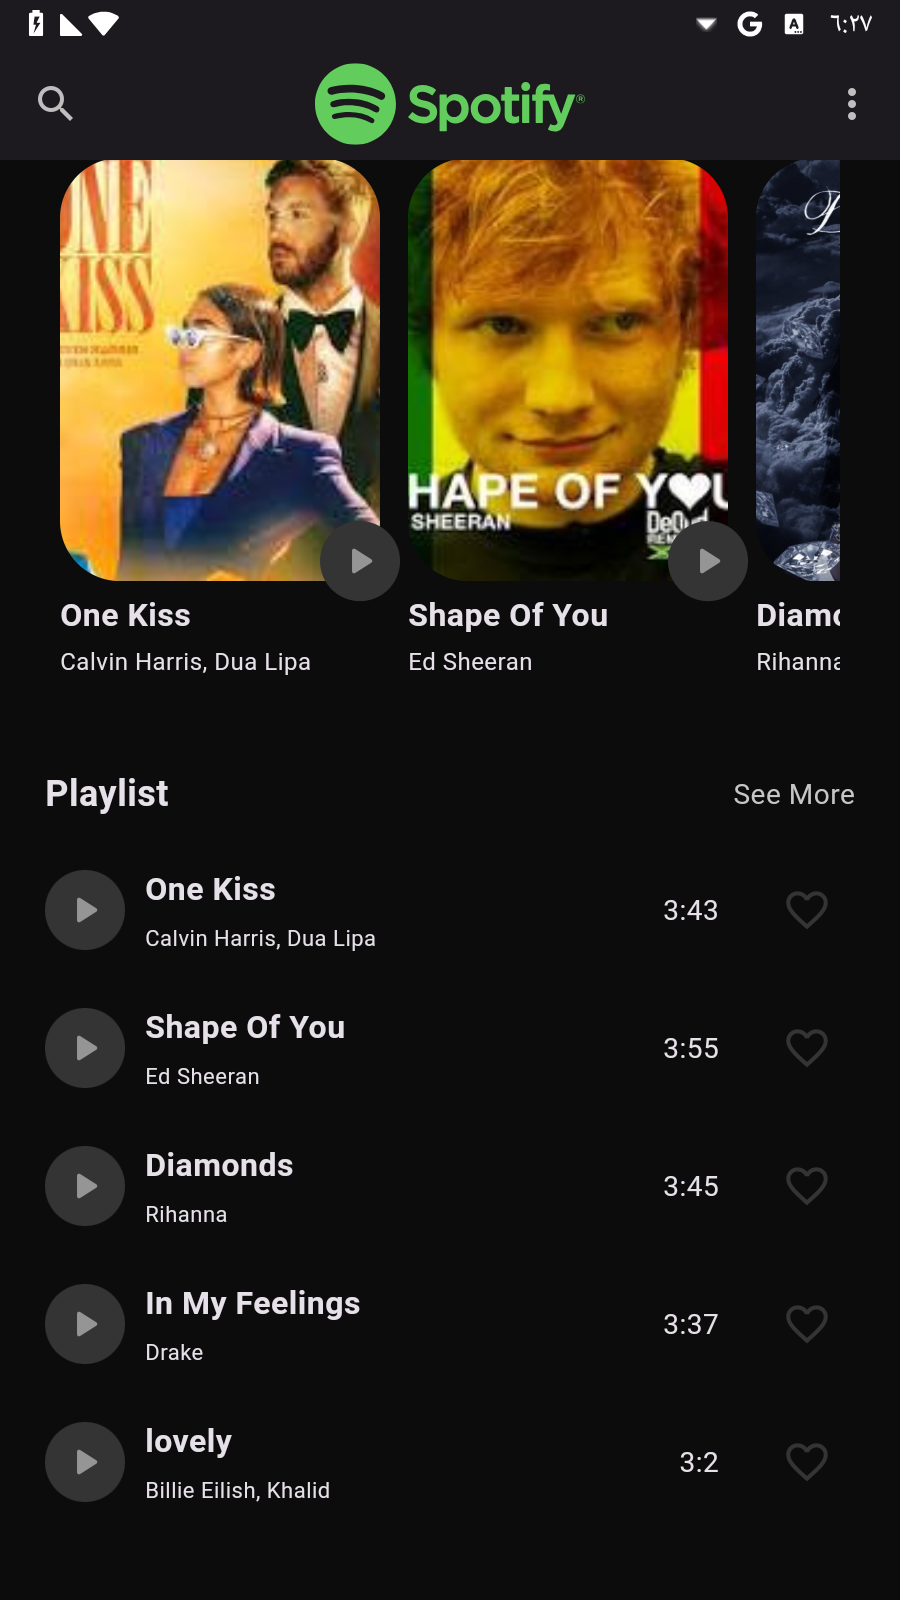 ٦:٢٧
Spotify®
ONE
KISS
HAPE OF Y♥U
SHEERAN
One Kiss
Calvin Harris, Dua Lipa
Shape Of You
Ed Sheeran
Diamo
Rihanna
Playlist
See More
One Kiss
Calvin Harris, Dua Lipa
3:43
Shape Of You
Ed Sheeran
3:55
Diamonds
Rihanna
3:45
In My Feelings
Drake
3:37
lovely
Billie Eilish, Khalid
3:2